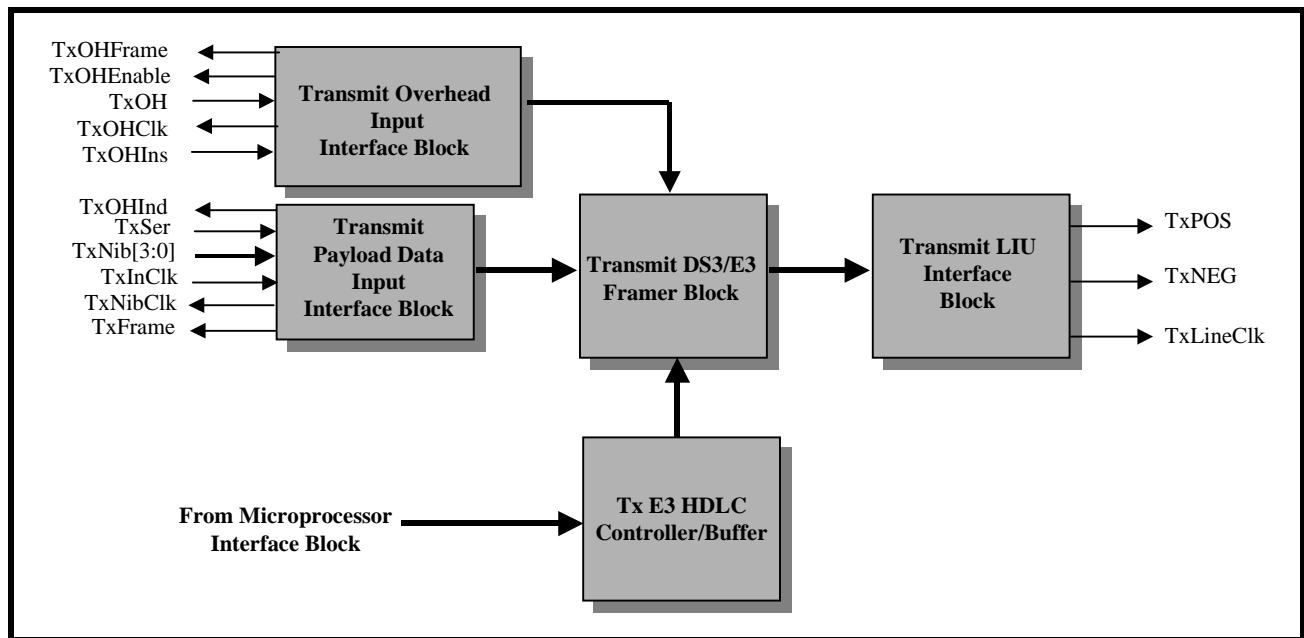 TxOHFrame
TxOHEnable
TxOH
TxOHClk
TxOHIns
Transmit Overhead
Input
Interface Block
TxOHInd
TxSer
TxNib[3:0]
TxInClk
TxNibClk
TxFrame
Transmit
Payload Data
Input
Interface Block
Transmit DS3/E3
Framer Block
Transmit LIU
Interface
Block
TxPOS
TxNEG
TxLineClk
From Microprocessor
Interface Block
Tx E3 HDLC
Controller/Buffer